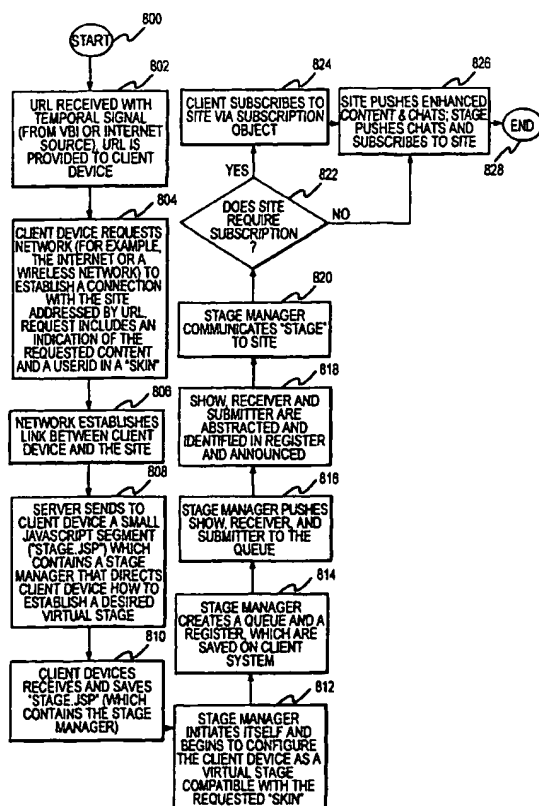 START
800
802
URL RECEIVED WITH
TEMPORAL SIGNAL
(FROM VBI OR INTERNET
SOURCE), URL IS
PROVIDED TO CLIENT
DEVICE
804
CLIENT DEVICE REQUESTS
NETWORK (FOR EXAMPLE,
THE INTERNET OR A
WIRELESS NETWORK) TO
ESTABLISH A CONNECTION
WITH THE SITE
ADDRESSED BY URL,
REQUEST INCLUDES AN
INDICATION OF THE
REQUESTED CONTENT
AND A USERID IN A "SKIN"
806
NETWORK ESTABLISHES
LINK BETWEEN CLIENT
DEVICE AND THE SITE
808
SERVER SENDS TO
CLIENT DEVICE A SMALL
JAVASCRIPT SEGMENT
("STAGE.JSP") WHICH
CONTAINS A STAGE
MANAGER THAT DIRECTS
CLIENT DEVICE HOW TO
ESTABLISH A DESIRED
VIRTUAL STAGE
810
CLIENT DEVICES
RECEIVES AND SAVES
"STAGE.JSP" (WHICH
CONTAINS THE STAGE
MANAGER)
812
STAGE MANAGER
INITIATES ITSELF AND
BEGINS TO CONFIGURE
THE CLIENT DEVICE AS A
VIRTUAL STAGE
COMPATIBLE WITH THE
REQUESTED "SKIN"
814
STAGE MANAGER
CREATES A QUEUE AND A
REGISTER, WHICH ARE
SAVED ON CLIENT
SYSTEM
816
STAGE MANAGER PUSHES
SHOW, RECEIVER, AND
SUBMITTER TO THE
QUEUE
818
SHOW, RECEIVER AND
SUBMITTER ARE
ABSTRACTED AND
IDENTIFIED IN REGISTER
AND ANNOUNCED
820
STAGE MANAGER
COMMUNICATES "STAGE"
TO SITE
822
DOES SITE
REQUIRE
SUBSCRIPTION
?
YES
NO
824
CLIENT SUBSCRIBES TO
SITE VIA SUBSCRIPTION
OBJECT
826
SITE PUSHES ENHANCED
CONTENT & CHATS; STAGE
PUSHES CHATS AND
SUBSCRIBES TO SITE
END
828